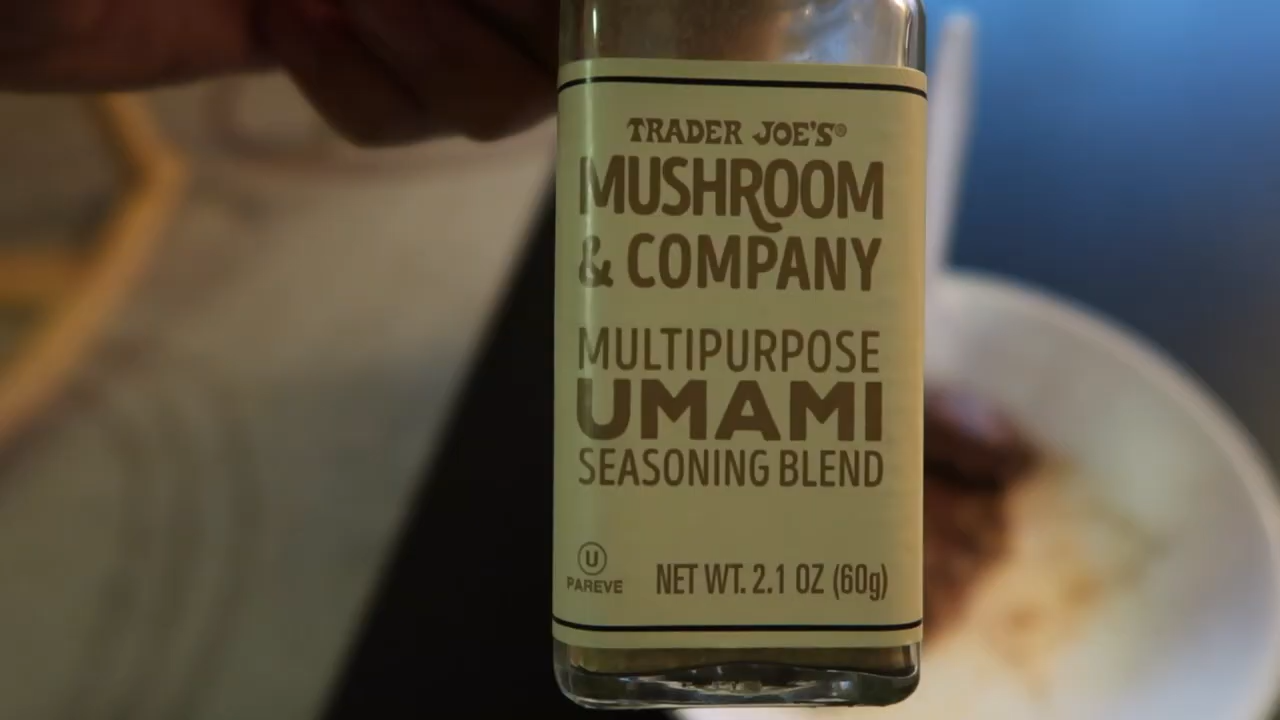 TRADER JOE'S®
MUSHROOM
& COMPANY
MULTIPURPOSE
UMAMI
SEASONING BLEND
U
PAREVE
NET WT. 2.1 OZ (60g)